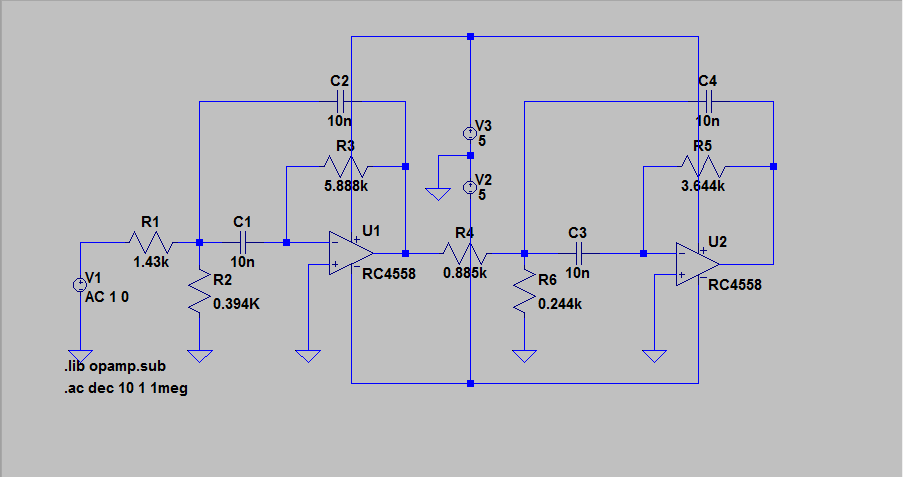 C2
10n
C4
10n
V3
5
R3
5.888k
R5
3.644k
V2
5
R1
1.43k
C1
10n
U1
RC4558
R4
0.885k
C3
10n
U2
RC4558
V1
AC 1 0
R2
0.394K
R6
0.244k
.lib opamp.sub
.ac dec 10 1 1meg